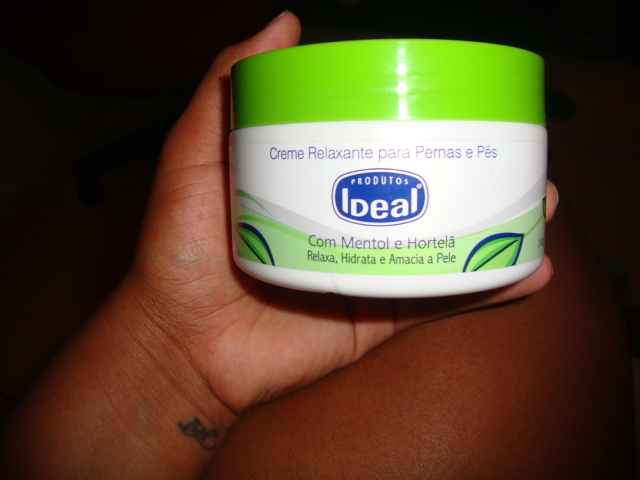 Creme Relaxante para Pernas e Pés
PRODUTOS
Ideal
Com Mentol e Hortelã
Relaxa, Hidrata e Amacia a Pele